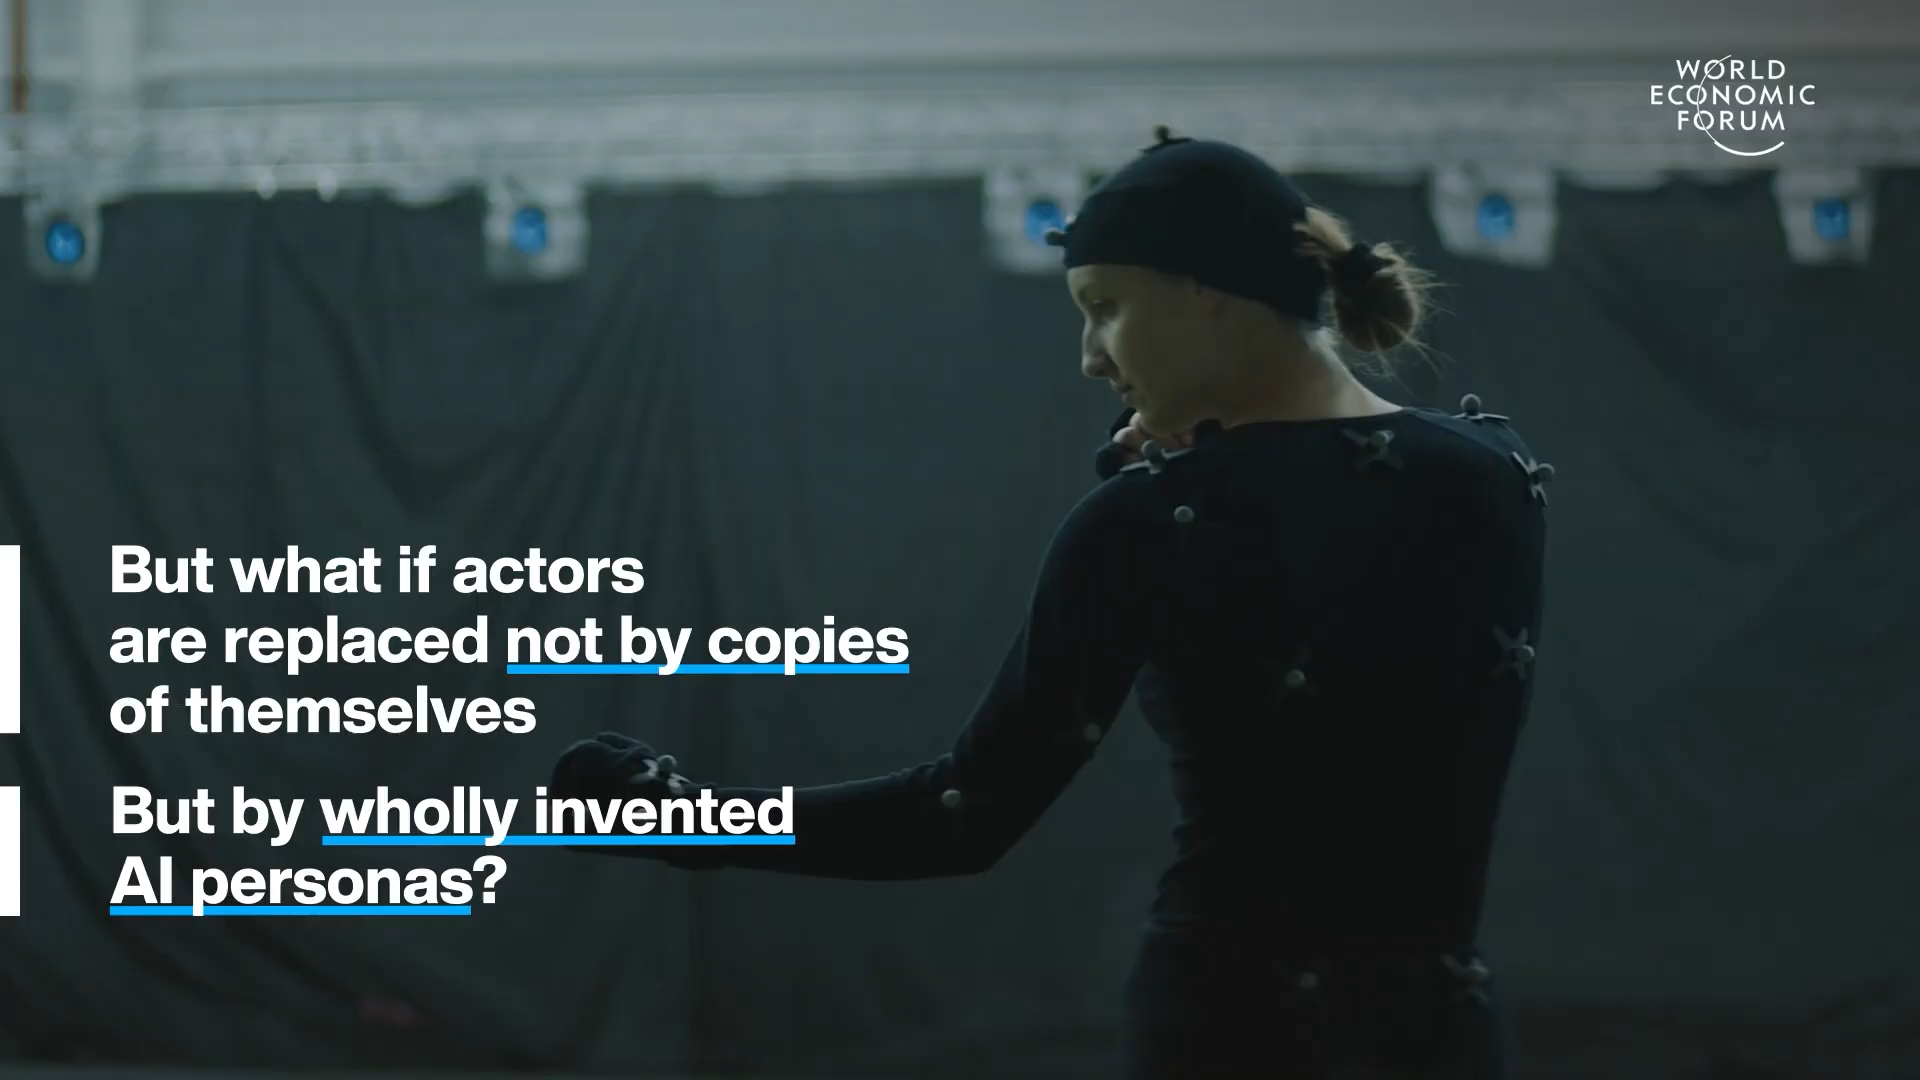 WORLD
ECONOMIC
FORUM
But what if actors
are replaced not by copies
of themselves
But by wholly invented
AI personas?